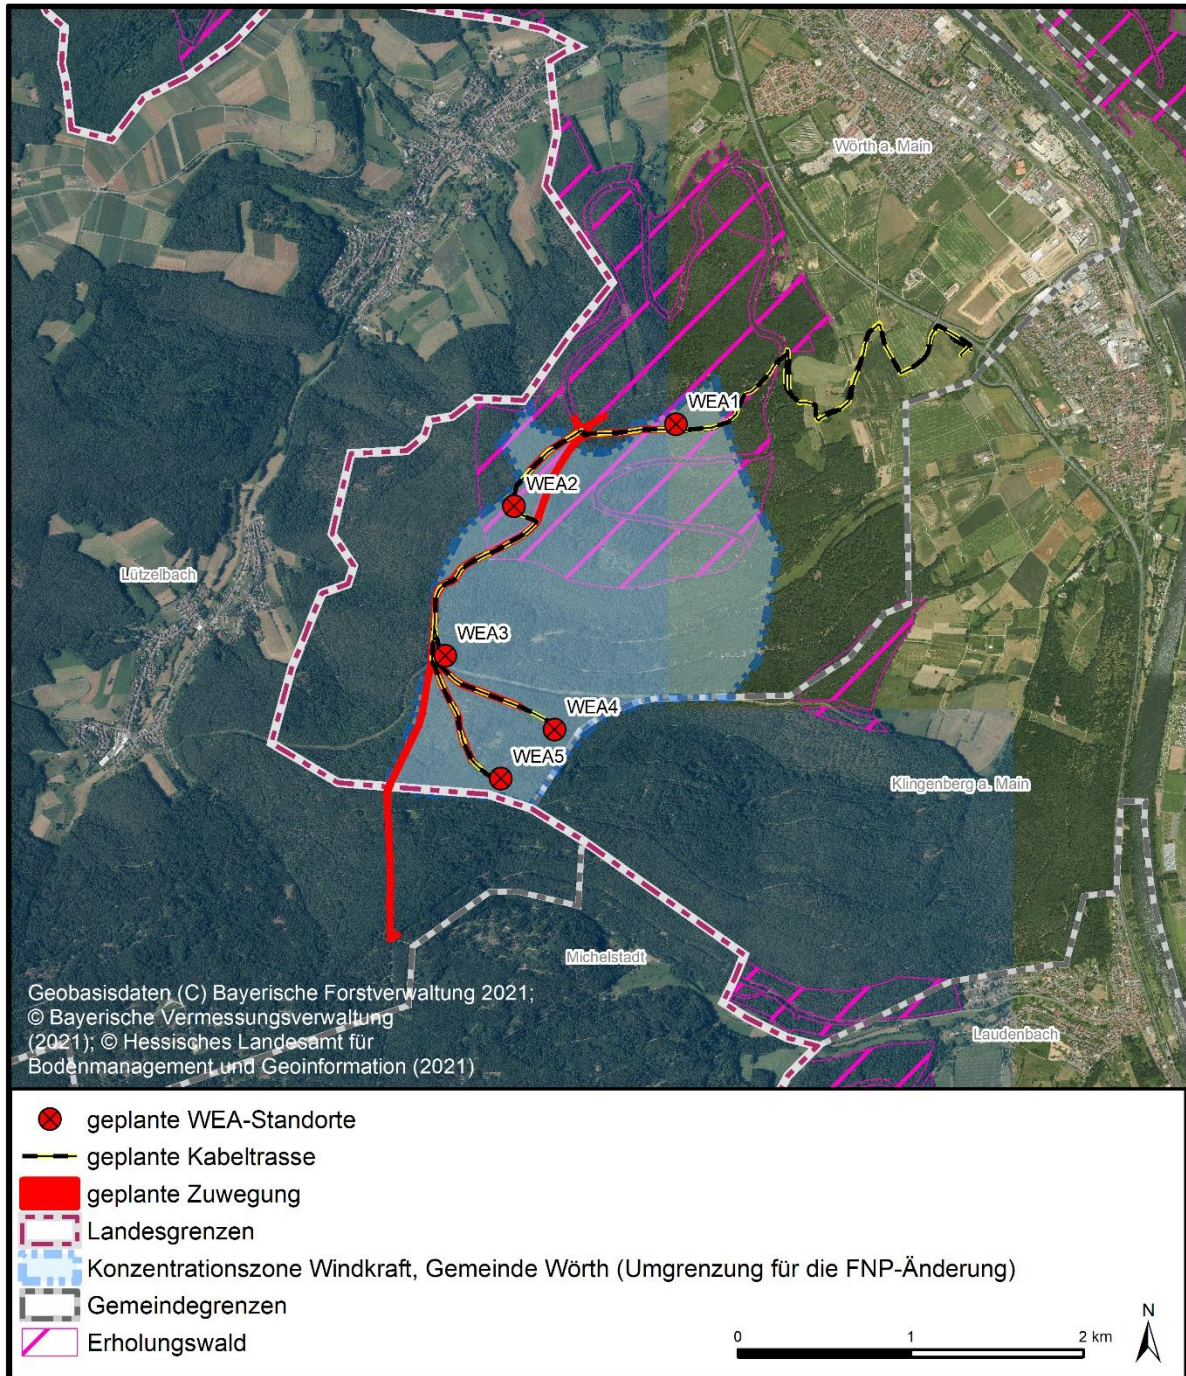 Wörth a. Main
WEA1
WEA2
Lützelbach
WEA3
WEA4
WEA5
Klingenberg a. Main
Michelstadt
Laudenbach
Geobasisdaten (C) Bayerische Forstverwaltung 2021;
© Bayerische Vermessungsverwaltung
(2021); © Hessisches Landesamt für
Bodenmanagement und Geoinformation (2021)
geplante WEA-Standorte
geplante Kabeltrasse
geplante Zuwegung
Landesgrenzen
Konzentrationszone Windkraft, Gemeinde Wörth (Umgrenzung für die FNP-Änderung)
Gemeindegrenzen
Erholungswald
0 1 2 km
N